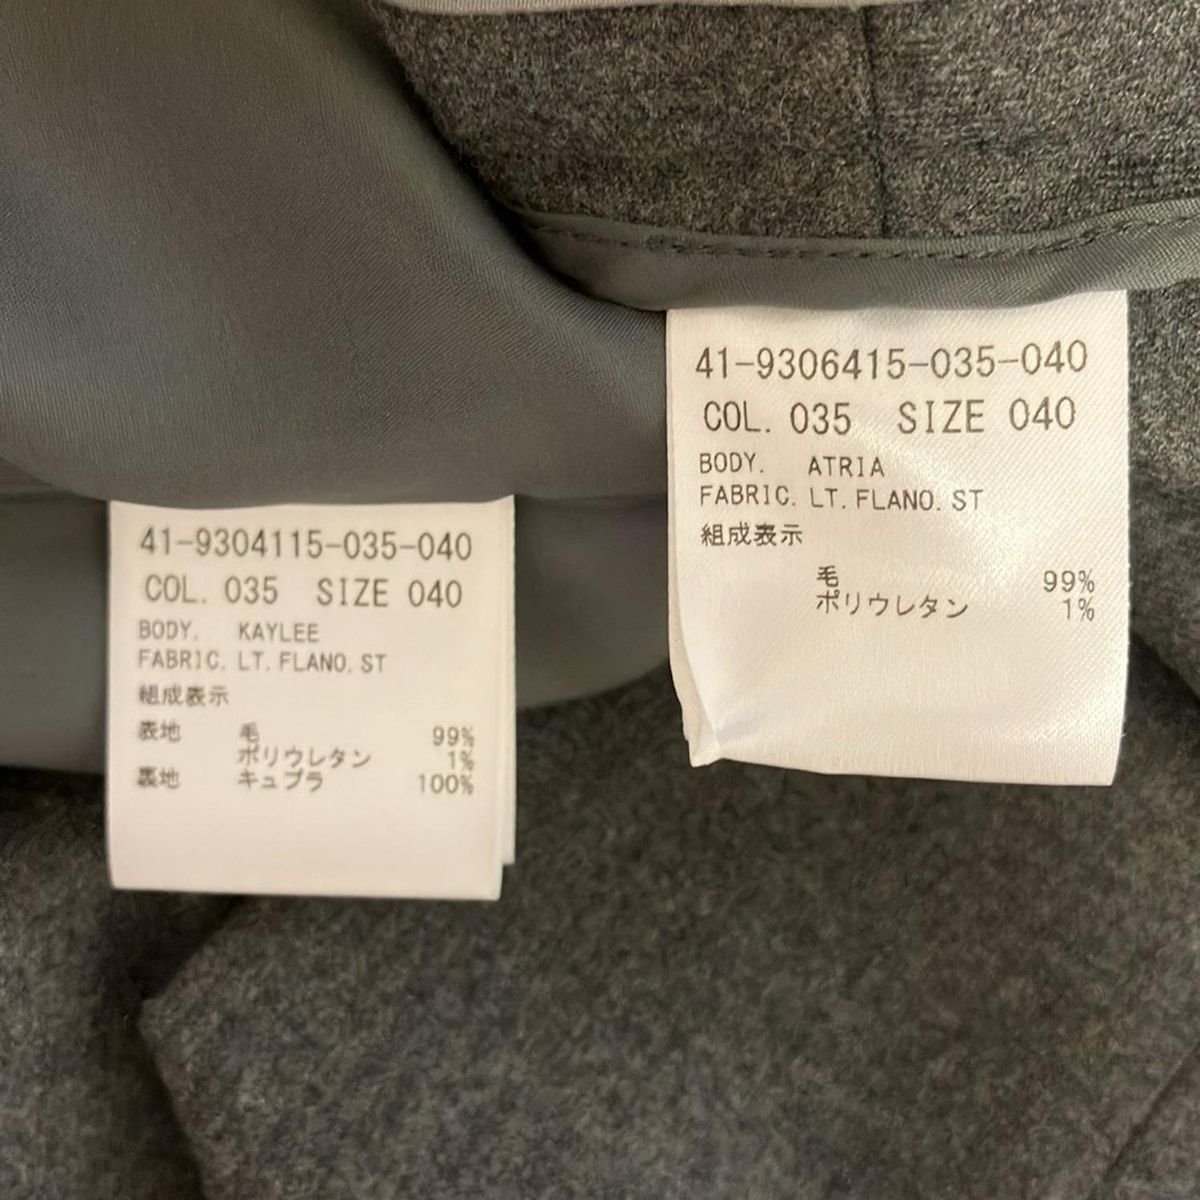 41-9304115-035-040
COL. 035 SIZE 040
BODY. KAYLEE
FABRIC. LT. FLANO. ST
組成表示
表地 毛 99%
ポリウレタン 1%
裏地 キュプラ 100%
41-9306415-035-040
COL. 035 SIZE 040
BODY. ATRIA
FABRIC. LT. FLANO. ST
組成表示
毛 99%
ポリウレタン 1%